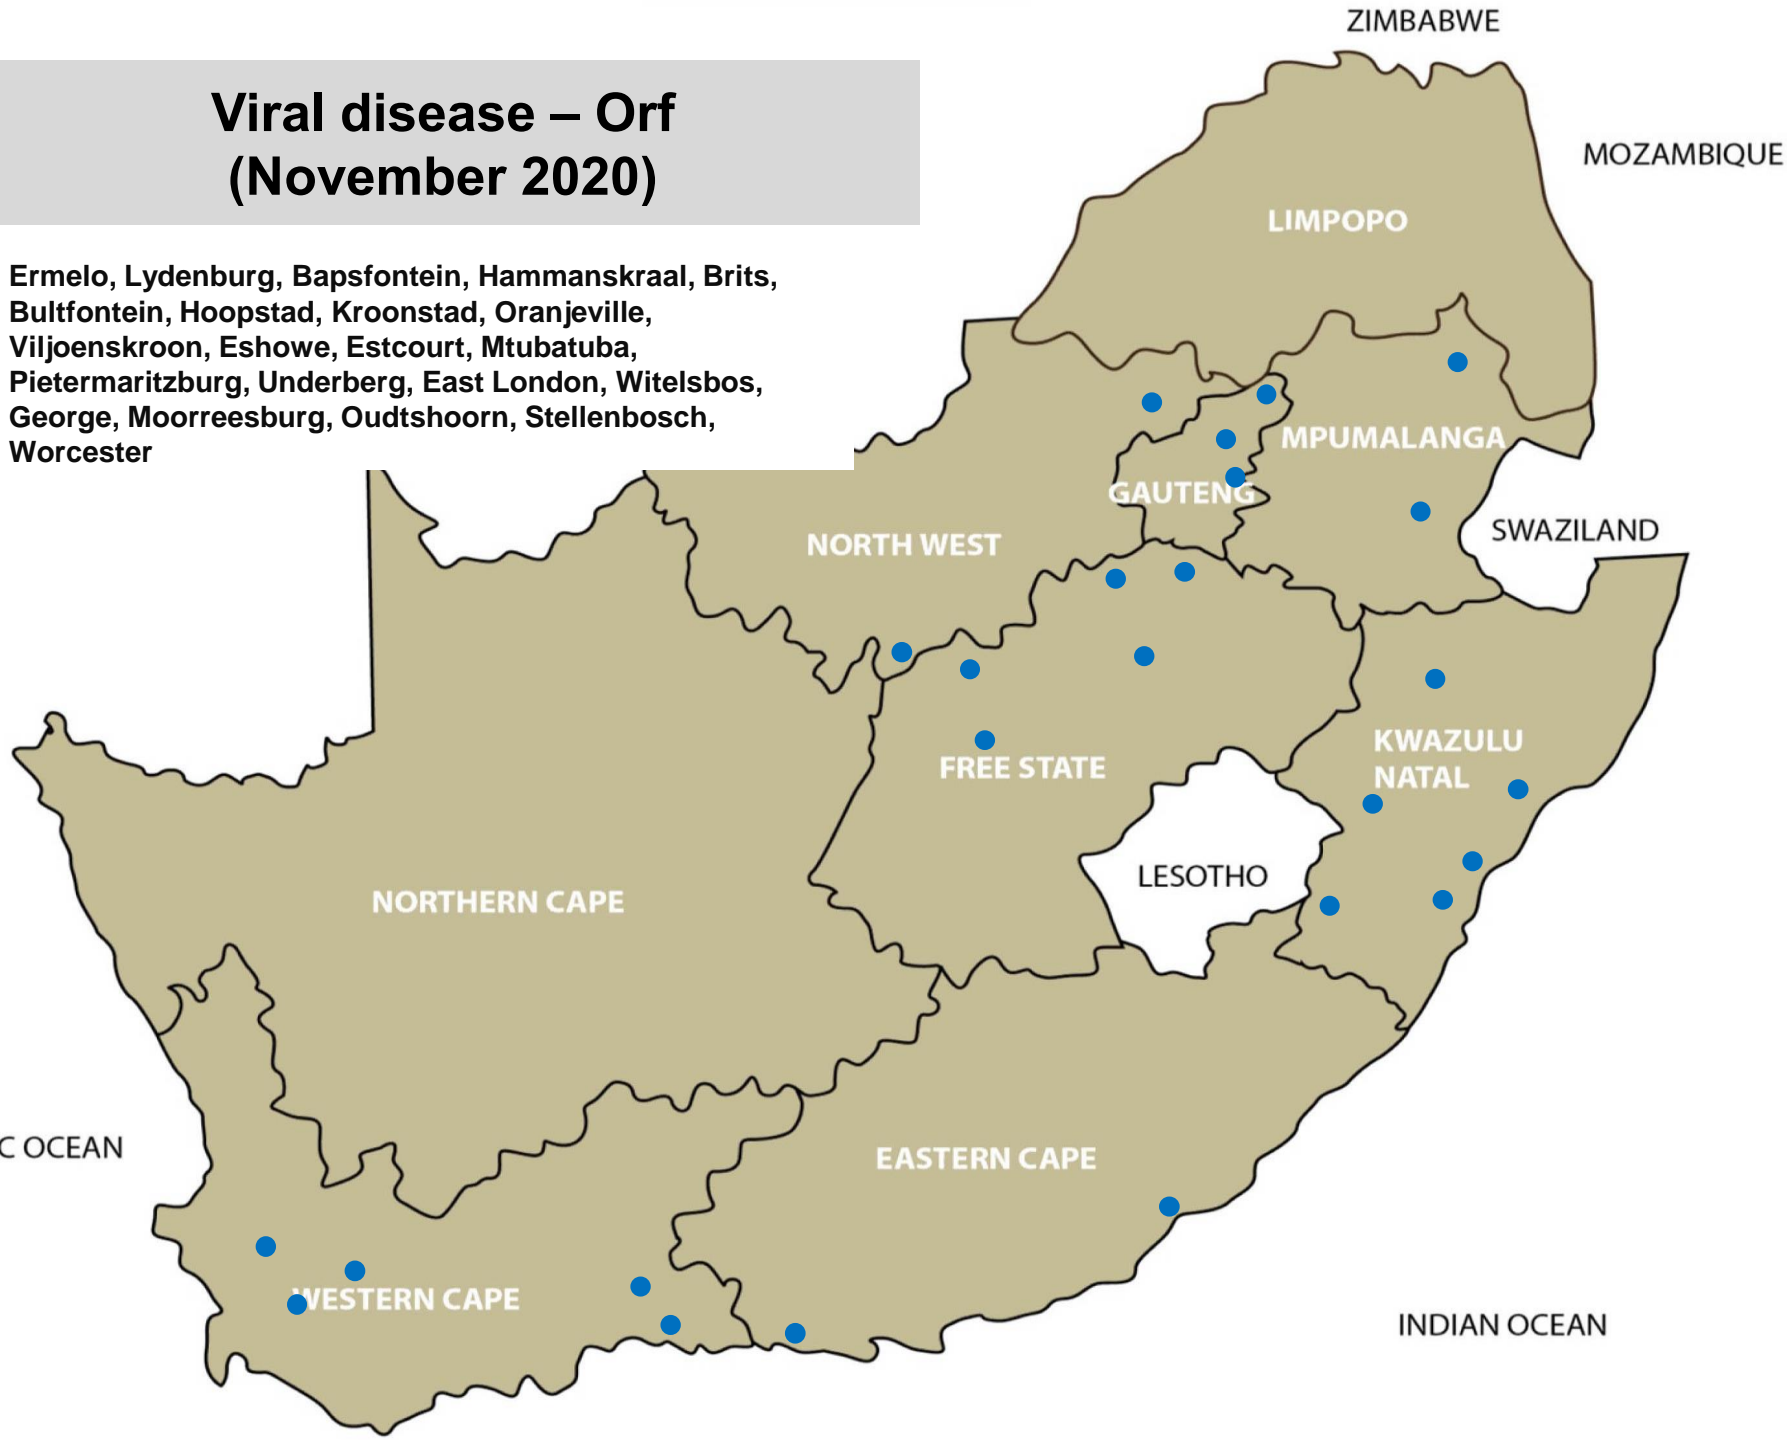 ZIMBABWE
Viral disease – Orf
(November 2020)
MOZAMBIQUE
LIMPOPO
Ermelo, Lydenburg, Bapsfontein, Hammanskraal, Brits,
Bultfontein, Hoopstad, Kroonstad, Oranjeville,
Viljoenskroon, Eshowe, Estcourt, Mtubatuba,
Pietermaritzburg, Underberg, East London, Witelsbos,
George, Moorreesburg, Oudtshoorn, Stellenbosch,
Worcester
MPUMALANGA
GAUTENG
NORTH WEST
SWAZILAND
KWAZULU
NATAL
FREE STATE
LESOTHO
NORTHERN CAPE
C OCEAN
EASTERN CAPE
WESTERN CAPE
INDIAN OCEAN